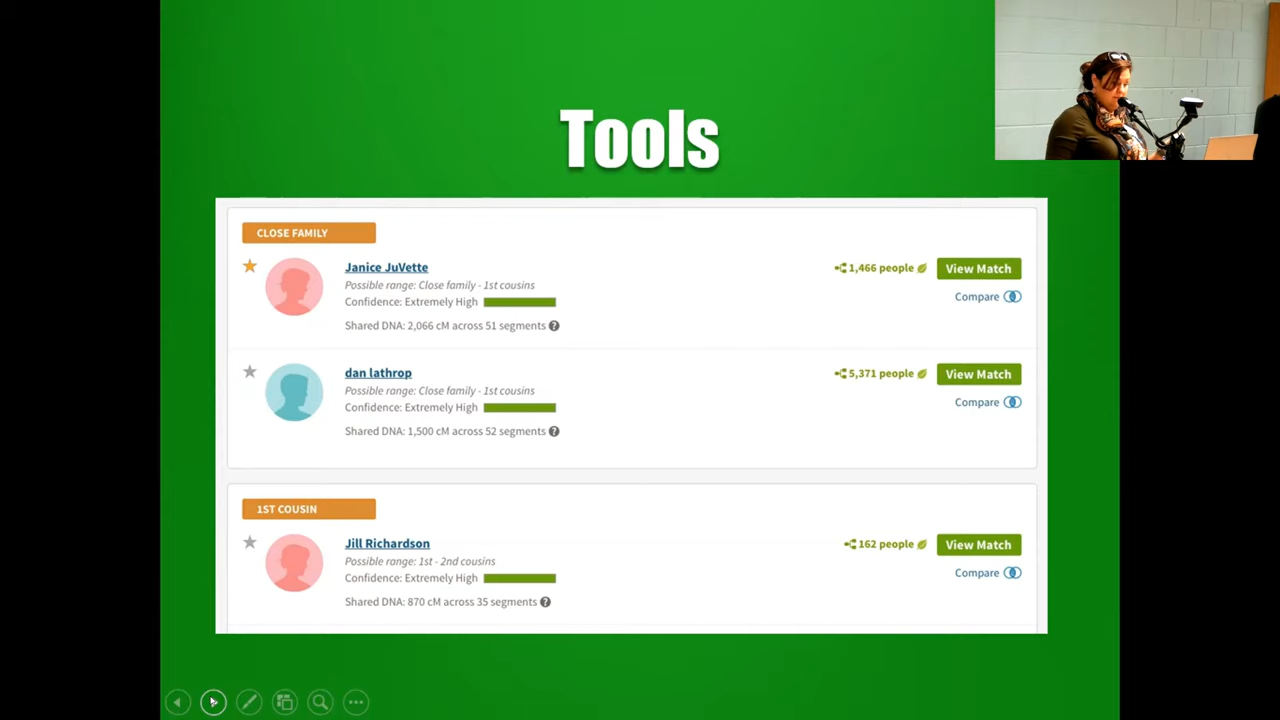 Tools
CLOSE FAMILY
Janice JuVette
Possible range: Close family - 1st cousins
Confidence: Extremely High
Shared DNA: 2,066 cM across 51 segments ?
1,466 people
View Match
Compare
dan lathrop
Possible range: Close family - 1st cousins
Confidence: Extremely High
Shared DNA: 1,500 cM across 52 segments ?
5,371 people
View Match
Compare
1ST COUSIN
Jill Richardson
Possible range: 1st - 2nd cousins
Confidence: Extremely High
Shared DNA: 870 cM across 35 segments ?
162 people
View Match
Compare